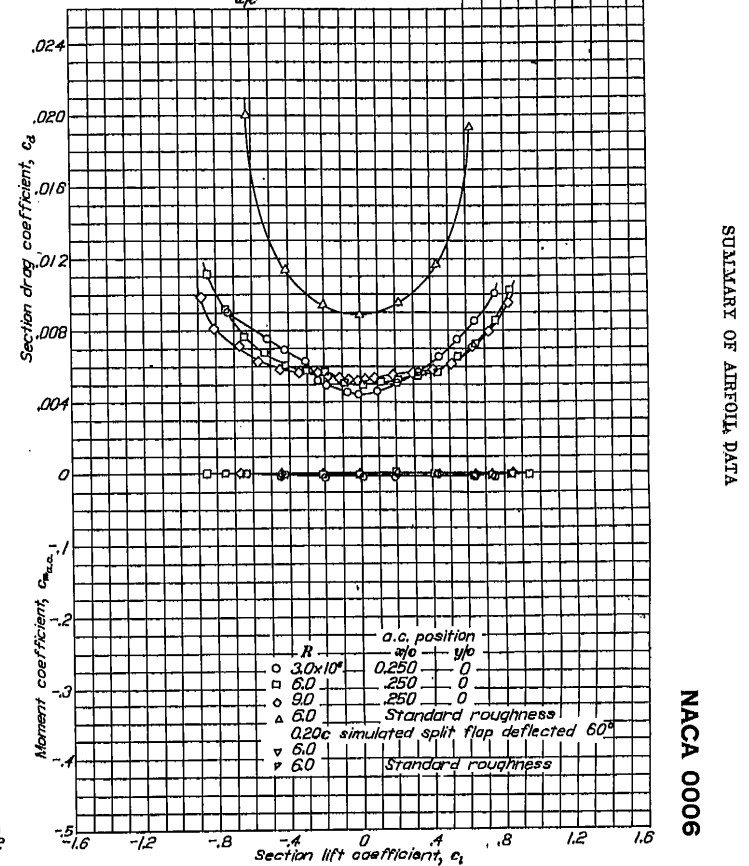 .024
.020
.016
.012
.008
.004
0
-.1
-.2
-.3
-.4
-.5
Section drag coefficient, cd
Moment coefficient, cma.c.
a.c. position
R x/c y/c
3.0x10⁶ 0.250 0
6.0 .250 0
9.0 .250 0
6.0 Standard roughness
0.20c simulated split flap deflected 60°
6.0
6.0 Standard roughness
-1.6 -1.2 -.8 -.4 0 .4 .8 1.2 1.6
Section lift coefficient, cl
SUMMARY OF AIRFOIL DATA
NACA 0006